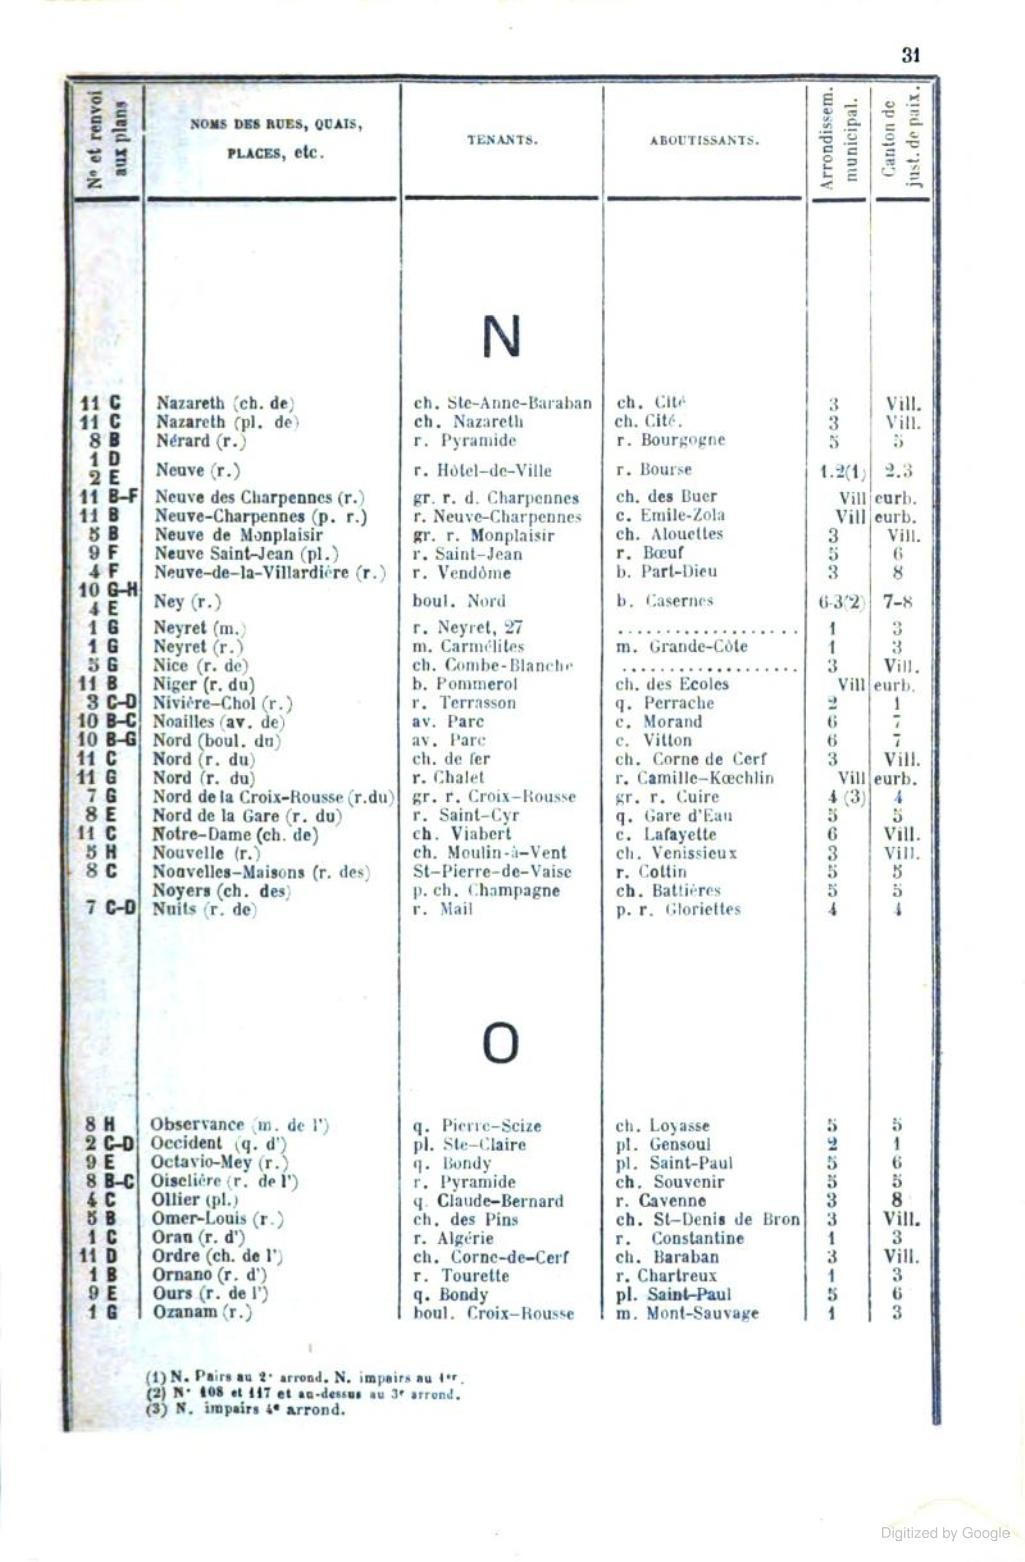 31
Nº et renvoi aux plans | NOMS DES RUES, QUAIS, PLACES, etc. | TENANTS. | ABOUTISSANTS. | Arrondissem. municipal. | Canton de just. de paix.
N
11 C Nazareth (ch. de) ch. Ste-Anne-Baraban ch. Cité 3 Vill.
11 C Nazareth (pl. de) ch. Nazareth ch. Cité. 3 Vill.
8 B Nérard (r.) r. Pyramide r. Bourgogne 5 5
1 D
2 E Neuve (r.) r. Hôtel-de-Ville r. Bourse 1.2(1) 2.3
11 B-F Neuve des Charpennes (r.) gr. r. d. Charpennes ch. des Buer Vill eurb.
11 B Neuve-Charpennes (p. r.) r. Neuve-Charpennes c. Emile-Zola Vill eurb.
5 B Neuve de Monplaisir gr. r. Monplaisir ch. Alouettes 3 Vill.
9 F Neuve Saint-Jean (pl.) r. Saint-Jean r. Bœuf 5 6
4 F Neuve-de-la-Villardière (r.) r. Vendôme b. Part-Dieu 3 8
10 G-H
4 E Ney (r.) boul. Nord b. Casernes 6-3(2) 7-8
1 G Neyret (m.) r. Neyret, 27 .................. 1 3
1 G Neyret (r.) m. Carmélites m. Grande-Côte 1 3
5 G Nice (r. de) ch. Combe-Blanche .................. 3 Vill.
11 B Niger (r. du) b. Pommerol ch. des Ecoles Vill eurb.
3 C-D Nivière-Chol (r.) r. Terrasson q. Perrache 2 1
10 B-C Noailles (av. de) av. Parc c. Morand 6 7
10 B-G Nord (boul. du) av. Parc c. Vitton 6 7
11 C Nord (r. du) ch. de fer ch. Corne de Cerf 3 Vill.
11 G Nord (r. du) r. Chalet r. Camille-Kœchlin Vill eurb.
7 G Nord de la Croix-Rousse (r.du) gr. r. Croix-Rousse gr. r. Cuire 4 (3) 4
8 E Nord de la Gare (r. du) r. Saint-Cyr q. Gare d'Eau 5 5
11 C Notre-Dame (ch. de) ch. Viabert c. Lafayette 6 Vill.
5 H Nouvelle (r.) ch. Moulin-à-Vent ch. Venissieux 3 Vill.
8 C Nouvelles-Maisons (r. des) St-Pierre-de-Vaise r. Cottin 5 5
Noyers (ch. des) p. ch. Champagne ch. Battières 5 5
7 C-D Nuits (r. de) r. Mail p. r. Gloriettes 4 4
O
8 H Observance (m. de l') q. Pierre-Scize ch. Loyasse 5 5
2 C-D Occident (q. d') pl. Ste-Claire pl. Gensoul 2 1
9 E Octavio-Mey (r.) q. Bondy pl. Saint-Paul 5 6
8 B-C Oiselière (r. de l') r. Pyramide ch. Souvenir 5 5
4 C Ollier (pl.) q. Claude-Bernard r. Cavenne 3 8
5 B Omer-Louis (r.) ch. des Pins ch. St-Denis de Bron 3 Vill.
1 C Oran (r. d') r. Algérie r. Constantine 1 3
11 D Ordre (ch. de l') ch. Corne-de-Cerf ch. Baraban 3 Vill.
1 B Ornano (r. d') r. Tourette r. Chartreux 1 3
9 E Ours (r. de l') q. Bondy pl. Saint-Paul 5 6
1 G Ozanam (r.) boul. Croix-Rousse m. Mont-Sauvage 1 3
(1) N. Pairs au 2e arrond. N. impairs au 1er.
(2) Nº 108 et 117 et au-dessus au 3e arrond.
(3) N. impairs 4e arrond.
Digitized by Google